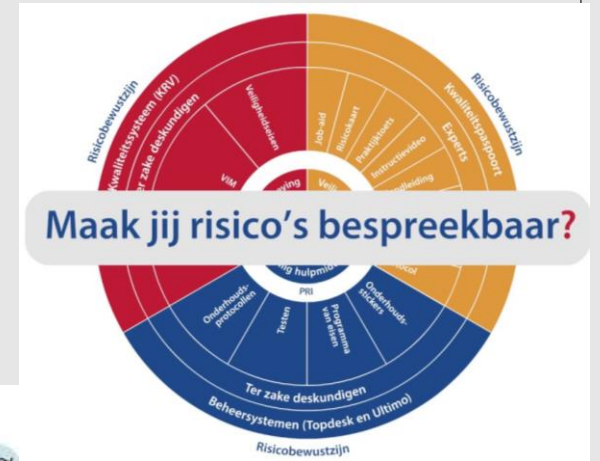 Risicobewustzijn
Risicobewustzijn
Kwaliteitssysteem (KRV)
Ter zake deskundigen
Veiligheidseisen
VIM
Kwaliteitspaspoort
Experts
Job-aid
Risicokaart
Praktijktoets
Instructievideo
Maak jij risico's bespreekbaar?
PRI
Onderhouds-
protocollen
Testen
Programma
van eisen
Onderhouds-
stickers
Ter zake deskundigen
Beheersystemen (Topdesk en Ultimo)
Risicobewustzijn